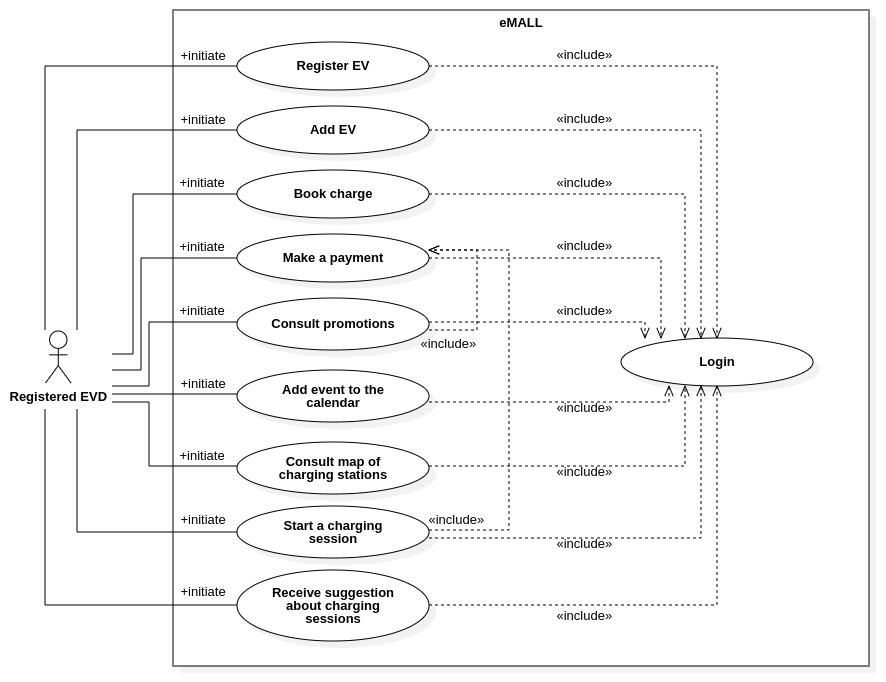 eMALL
+initiate
Register EV
«include»
+initiate
Add EV
«include»
+initiate
Book charge
«include»
+initiate
Make a payment
«include»
+initiate
Consult promotions
«include»
«include»
Login
Registered EVD
+initiate
Add event to the
calendar
«include»
+initiate
Consult map of
charging stations
«include»
+initiate
Start a charging
session
«include»
«include»
+initiate
Receive suggestion
about charging
sessions
«include»